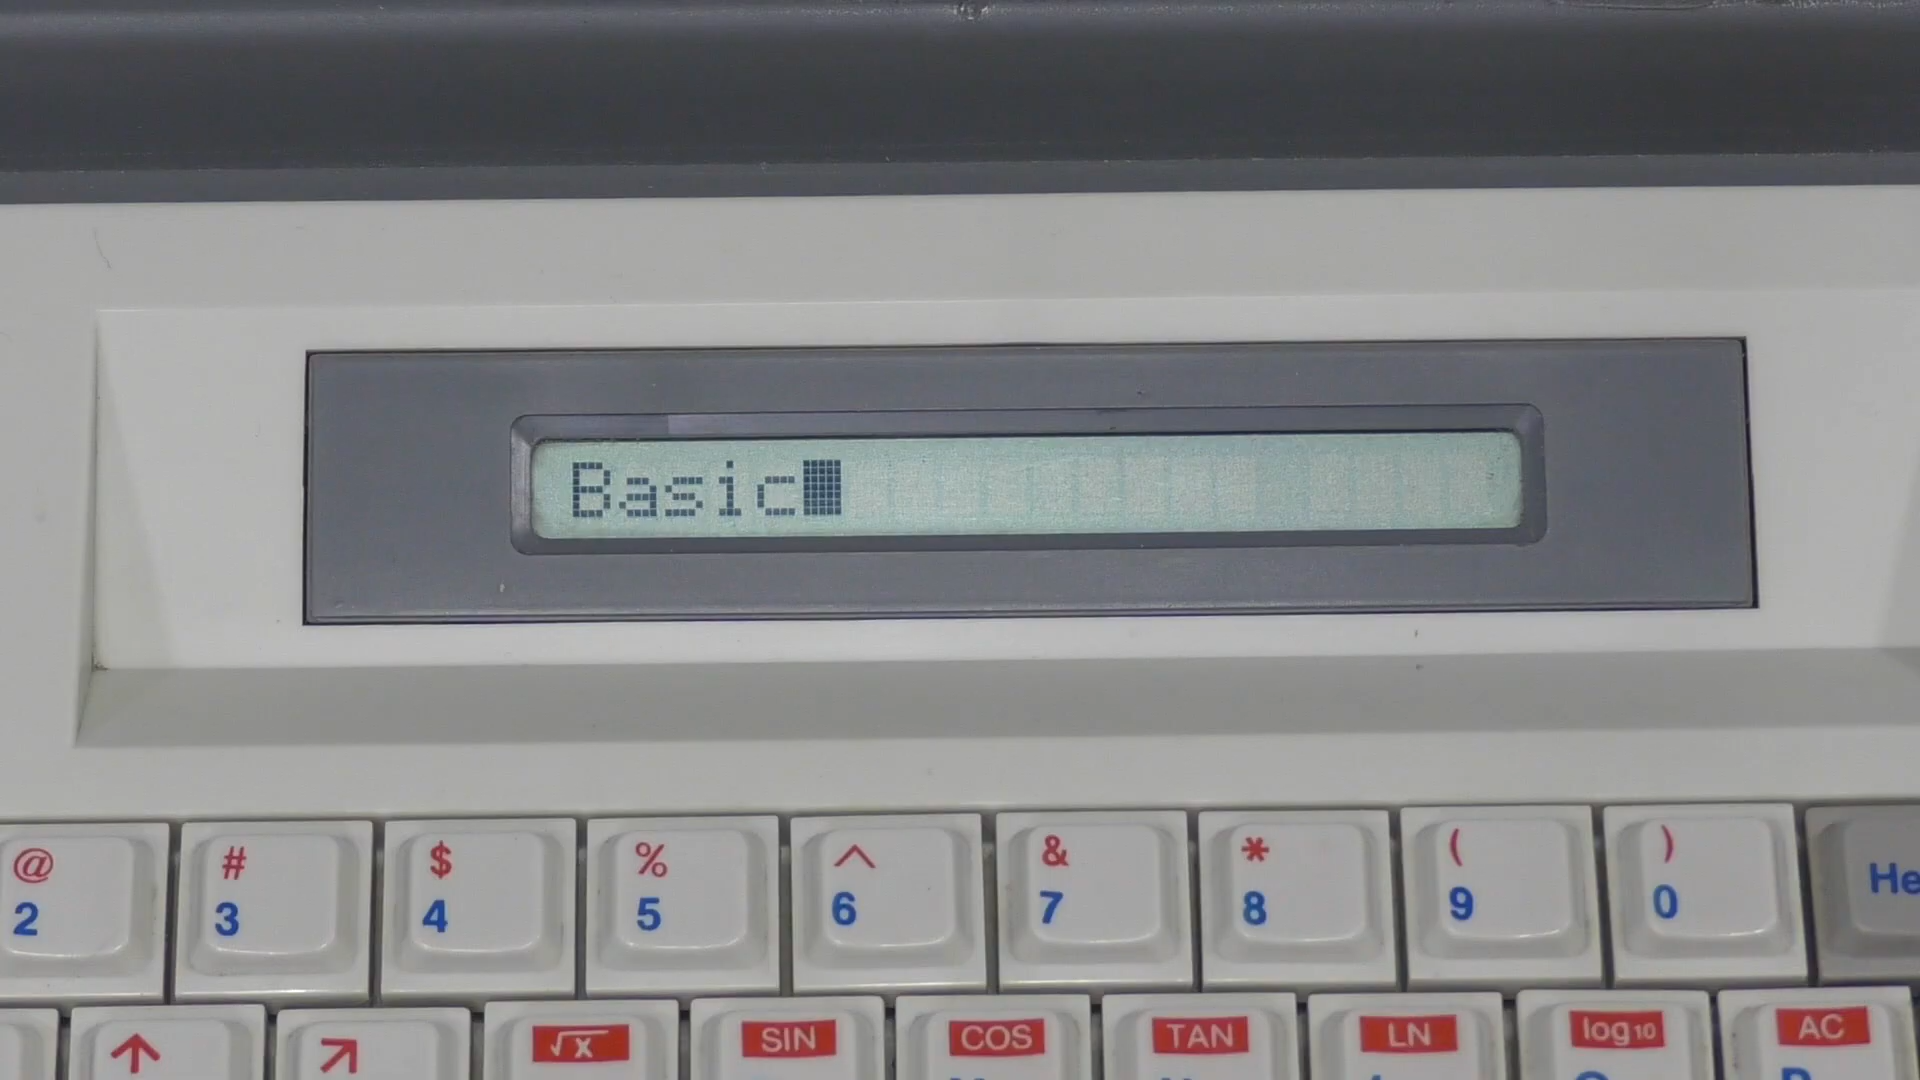 Basic
@ # $ % ^ & * ( )
2 3 4 5 6 7 8 9 0 He
↑ ↗ √x SIN COS TAN LN log10 AC